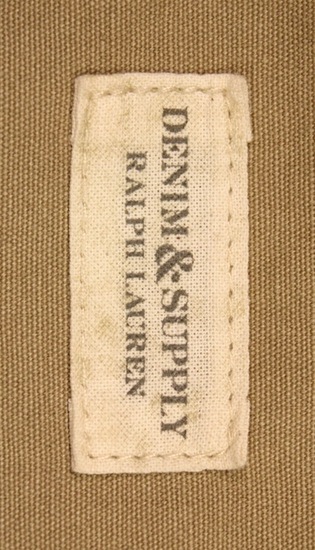 DENIM & SUPPLY
RALPH LAUREN